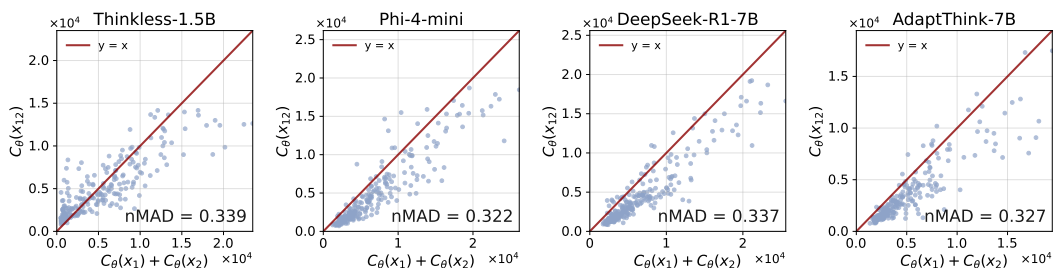 Thinkless-1.5B
×10⁴
y = x
2.0
1.5
1.0
0.5
0.0
C_θ(x₁₂)
nMAD = 0.339
0.0 0.5 1.0 1.5 2.0
C_θ(x₁) + C_θ(x₂) ×10⁴
Phi-4-mini
×10⁴
y = x
2.5
2.0
1.5
1.0
0.5
0.0
C_θ(x₁₂)
nMAD = 0.322
0 1 2
C_θ(x₁) + C_θ(x₂) ×10⁴
DeepSeek-R1-7B
×10⁴
y = x
2.5
2.0
1.5
1.0
0.5
0.0
C_θ(x₁₂)
nMAD = 0.337
0 1 2
C_θ(x₁) + C_θ(x₂) ×10⁴
AdaptThink-7B
×10⁴
y = x
1.5
1.0
0.5
0.0
C_θ(x₁₂)
nMAD = 0.327
0.0 0.5 1.0 1.5
C_θ(x₁) + C_θ(x₂) ×10⁴